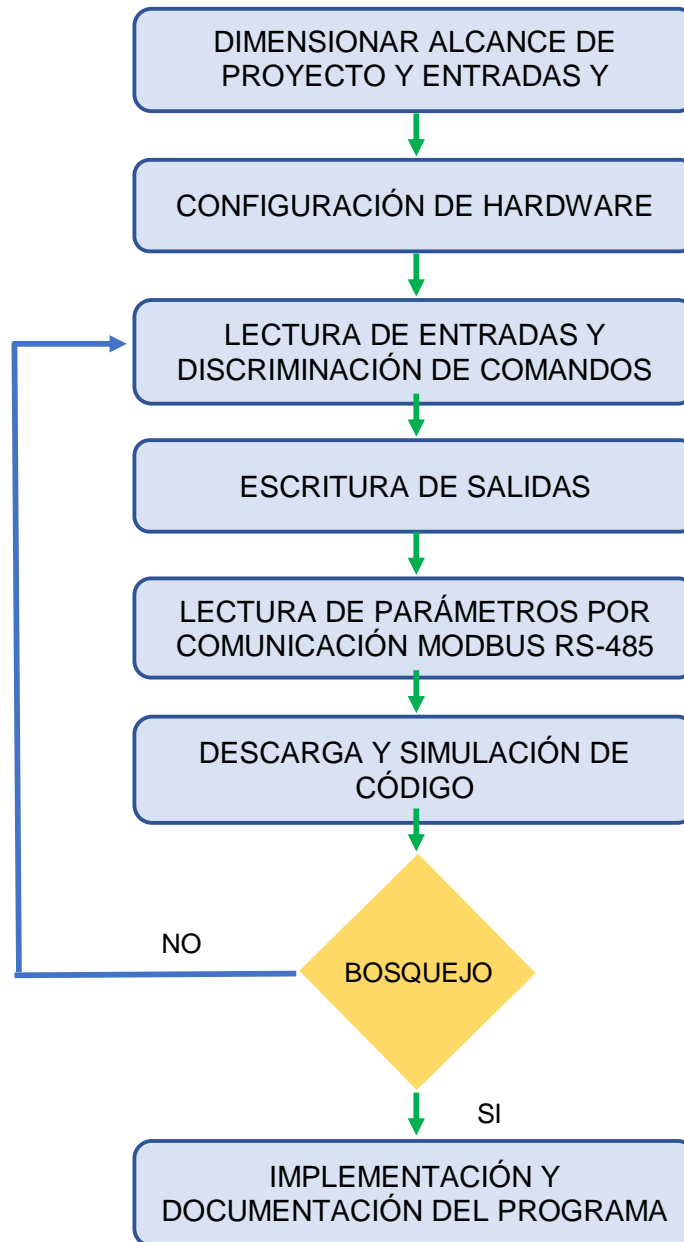 DIMENSIONAR ALCANCE DE
PROYECTO Y ENTRADAS Y
CONFIGURACIÓN DE HARDWARE
LECTURA DE ENTRADAS Y
DISCRIMINACIÓN DE COMANDOS
ESCRITURA DE SALIDAS
LECTURA DE PARÁMETROS POR
COMUNICACIÓN MODBUS RS-485
DESCARGA Y SIMULACIÓN DE
CÓDIGO
NO
BOSQUEJO
SI
IMPLEMENTACIÓN Y
DOCUMENTACIÓN DEL PROGRAMA